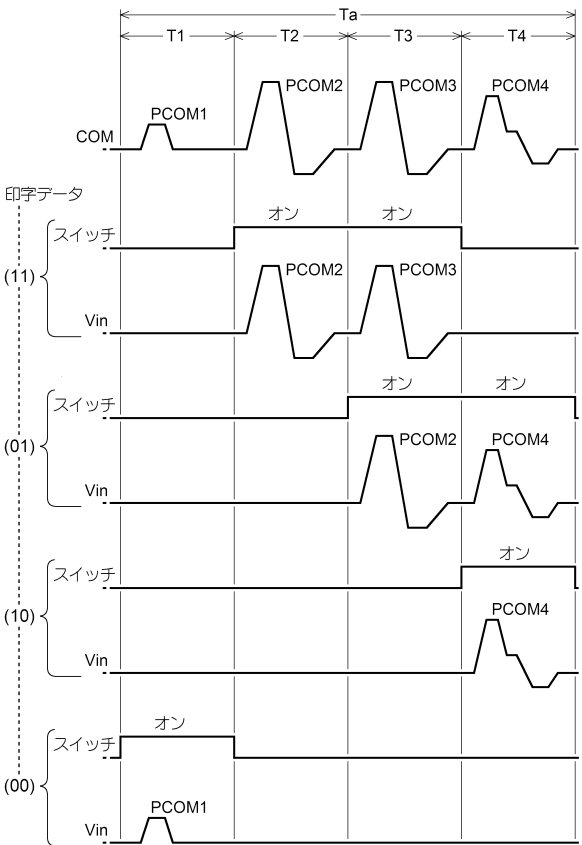 Ta
T1 T2 T3 T4
PCOM1 PCOM2 PCOM3 PCOM4
COM
印字データ
オン オン
スイッチ
(11)
PCOM2 PCOM3
Vin
オン オン
スイッチ
(01)
PCOM2 PCOM4
Vin
オン
スイッチ
(10)
PCOM4
Vin
オン
スイッチ
(00)
PCOM1
Vin